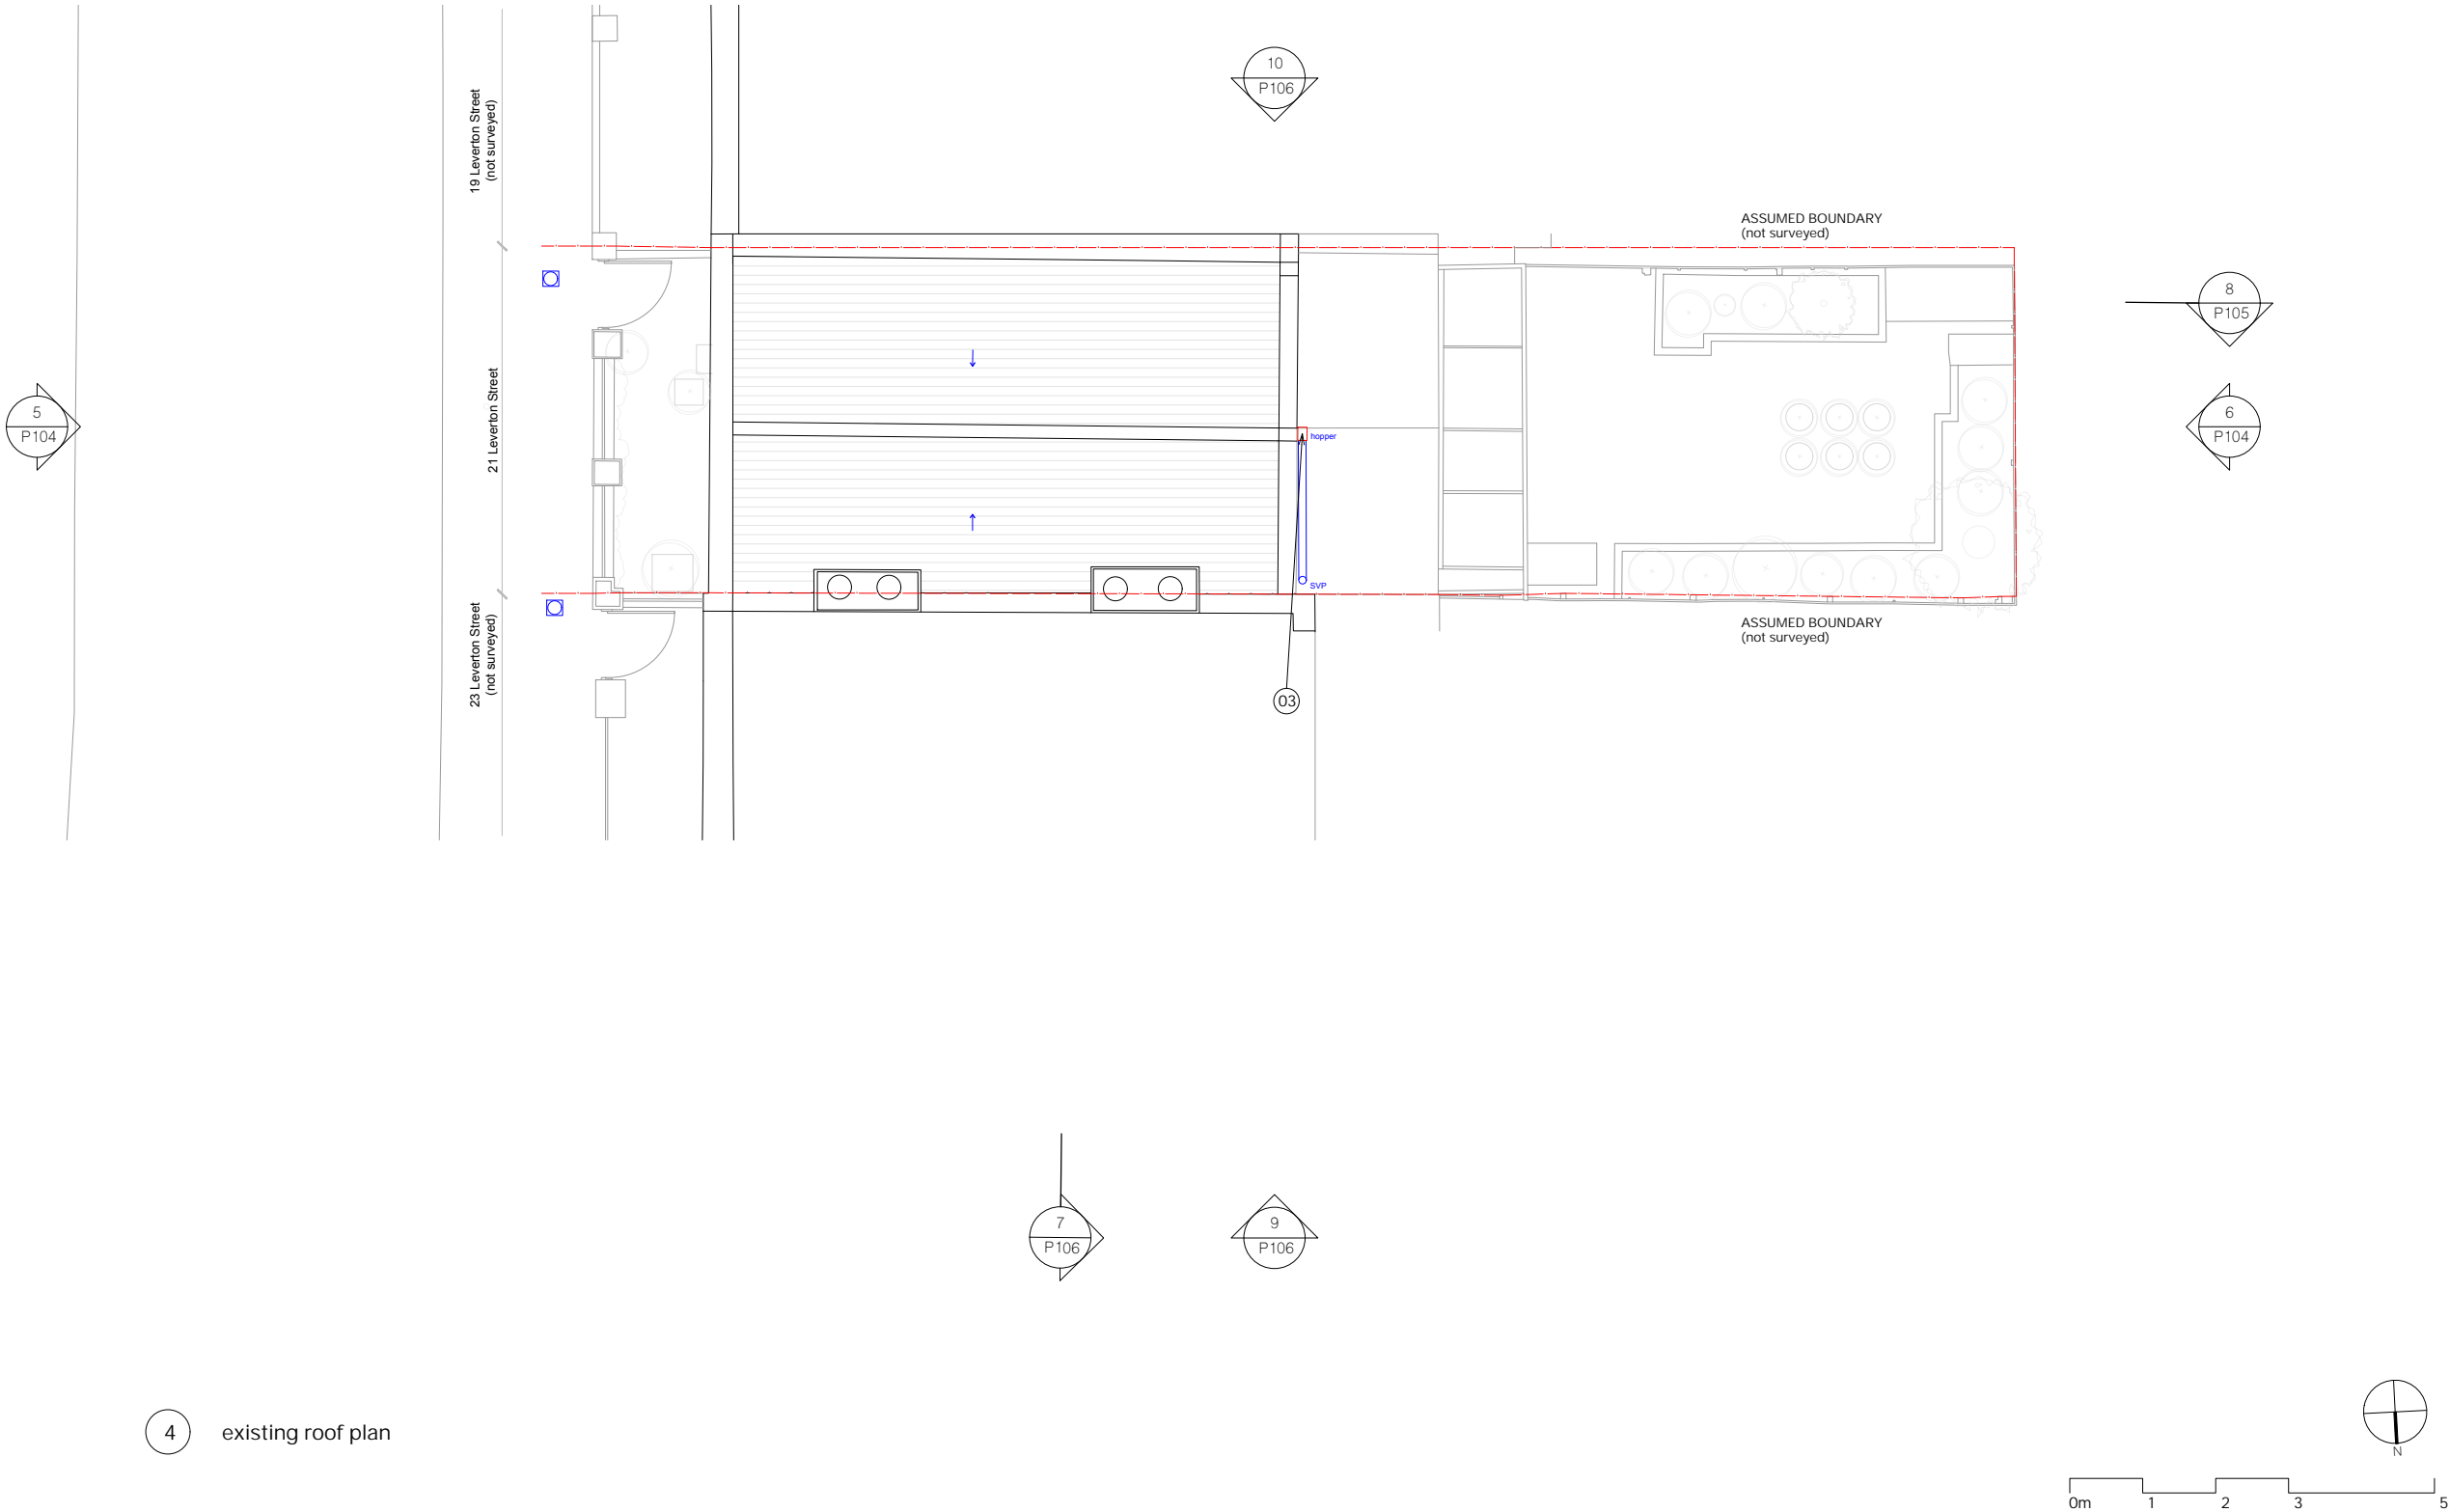 10
P106
19 Leverton Street
(not surveyed)
ASSUMED BOUNDARY
(not surveyed)
8
P105
5
P104
21 Leverton Street
6
P104
hopper
SVP
23 Leverton Street
(not surveyed)
ASSUMED BOUNDARY
(not surveyed)
03
7
P106
9
P106
4
existing roof plan
N
0m
1
2
3
5